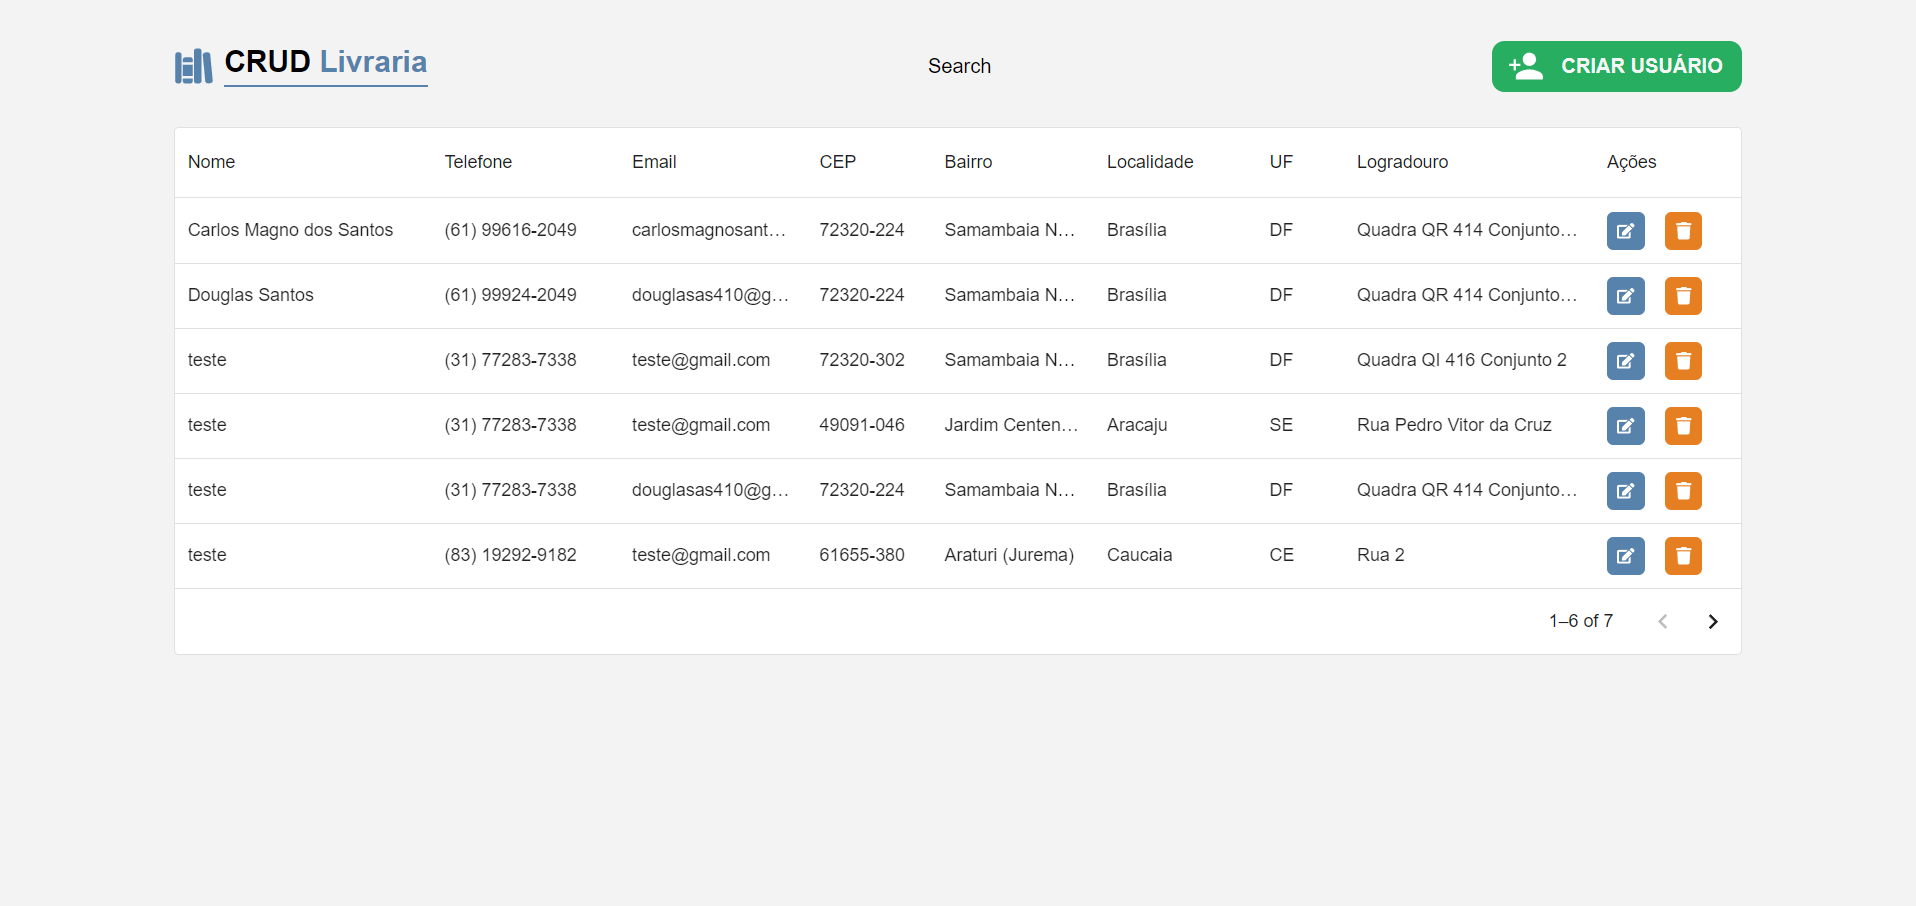 CRUD Livraria
Search
CRIAR USUÁRIO
Nome Telefone Email CEP Bairro Localidade UF Logradouro Ações
Carlos Magno dos Santos (61) 99616-2049 carlosmagnosant... 72320-224 Samambaia N... Brasília DF Quadra QR 414 Conjunto...
Douglas Santos (61) 99924-2049 douglasas410@g... 72320-224 Samambaia N... Brasília DF Quadra QR 414 Conjunto...
teste (31) 77283-7338 teste@gmail.com 72320-302 Samambaia N... Brasília DF Quadra QI 416 Conjunto 2
teste (31) 77283-7338 teste@gmail.com 49091-046 Jardim Centen... Aracaju SE Rua Pedro Vitor da Cruz
teste (31) 77283-7338 douglasas410@g... 72320-224 Samambaia N... Brasília DF Quadra QR 414 Conjunto...
teste (83) 19292-9182 teste@gmail.com 61655-380 Araturi (Jurema) Caucaia CE Rua 2
1–6 of 7